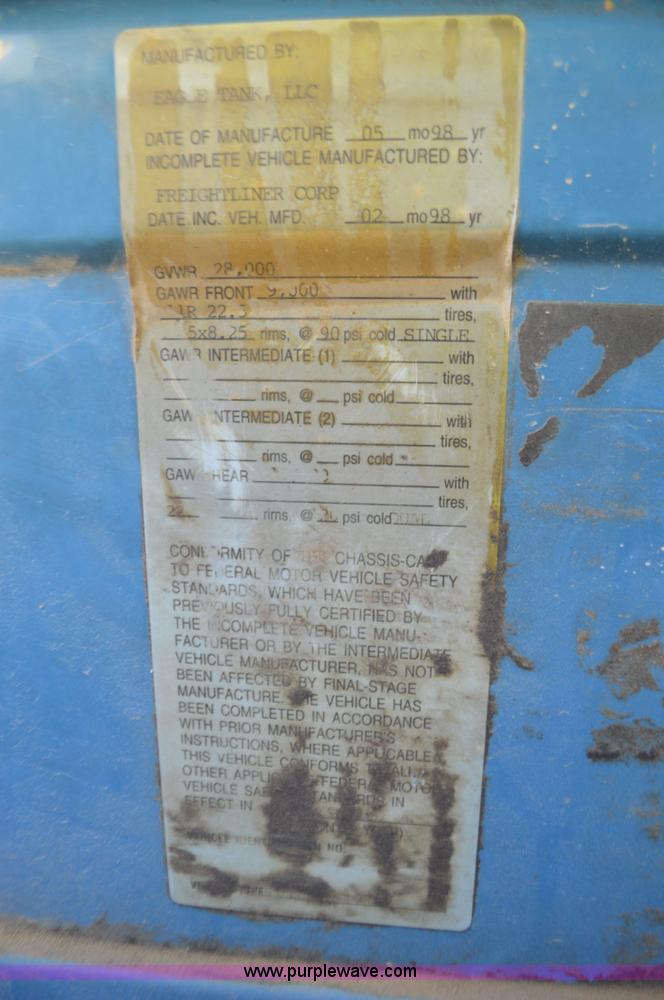 MANUFACTURED BY:
EAGLE TANK, LLC
DATE OF MANUFACTURE 05 mo 98 yr
INCOMPLETE VEHICLE MANUFACTURED BY:
FREIGHTLINER CORP
DATE INC. VEH. MFD. 02 mo 98 yr
GVWR 28,000
GAWR FRONT with
22.5 tires,
5x8.25 rims, @ 90 psi cold SINGLE
GAWR INTERMEDIATE (1) with
tires,
rims, @ psi cold
GAW INTERMEDIATE (2) with
tires,
rims, @ psi cold
GAW REAR with
tires,
22. rims, @ psi cold
CONFORMITY OF THE CHASSIS-CAB
TO FEDERAL MOTOR VEHICLE SAFETY
STANDARDS, WHICH HAVE BEEN
PREVIOUSLY FULLY CERTIFIED BY
THE INCOMPLETE VEHICLE MANU-
FACTURER OR BY THE INTERMEDIATE
VEHICLE MANUFACTURER, HAS NOT
BEEN AFFECTED BY FINAL-STAGE
MANUFACTURE. THE VEHICLE HAS
BEEN COMPLETED IN ACCORDANCE
WITH PRIOR MANUFACTURER'S
INSTRUCTIONS, WHERE APPLICABLE
THIS VEHICLE CONFORMS TO ALL
OTHER APPLICABLE FEDERAL MOTOR
VEHICLE SAFETY STANDARDS IN
EFFECT IN
VEHICLE IDENTIFICATION NO.
www.purplewave.com